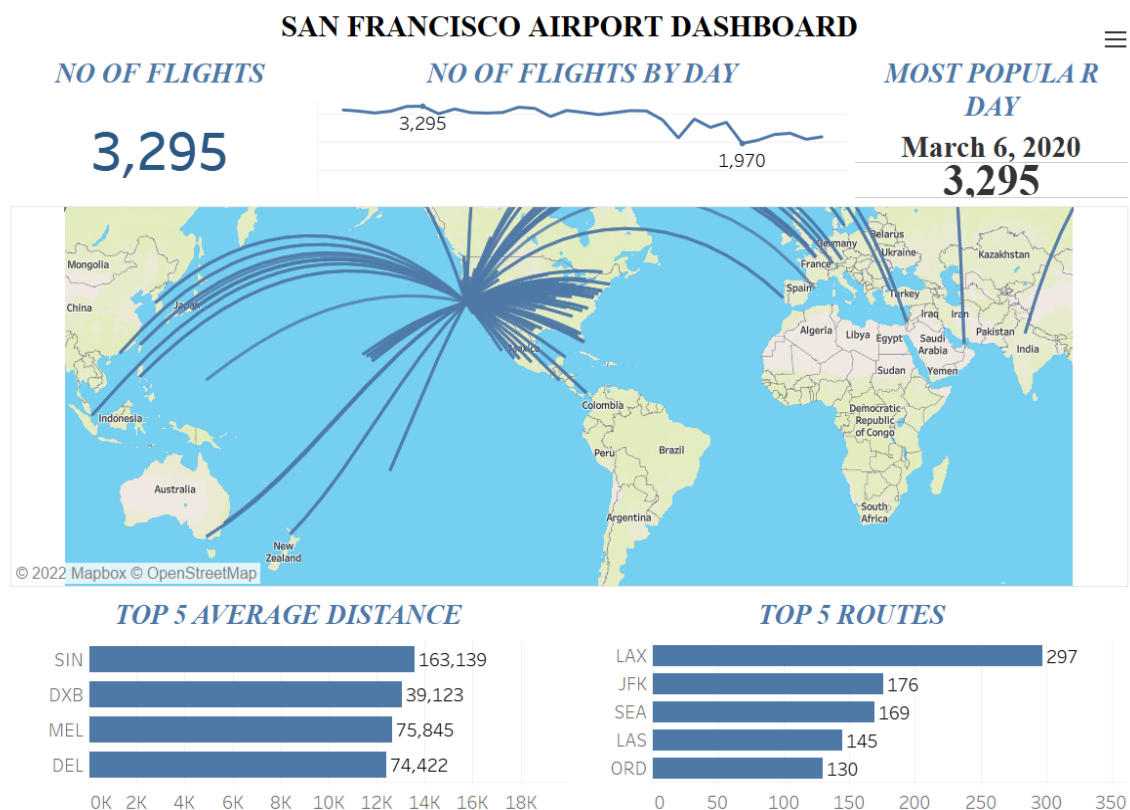 SAN FRANCISCO AIRPORT DASHBOARD
NO OF FLIGHTS
3,295
NO OF FLIGHTS BY DAY
3,295
1,970
MOST POPULA R
DAY
March 6, 2020
3,295
Mongolia
China
Japan
Indonesia
Australia
New
Zealand
Mexico
Colombia
Peru
Brazil
Argentina
Belarus
Germany
Ukraine
France
Spain
Turkey
Kazakhstan
Iraq
Iran
Pakistan
India
Algeria
Libya
Egypt
Saudi
Arabia
Sudan
Yemen
Democratic
Republic
of Congo
South
Africa
© 2022 Mapbox © OpenStreetMap
TOP 5 AVERAGE DISTANCE
SIN 163,139
DXB 39,123
MEL 75,845
DEL 74,422
0K 2K 4K 6K 8K 10K 12K 14K 16K 18K
TOP 5 ROUTES
LAX 297
JFK 176
SEA 169
LAS 145
ORD 130
0 50 100 150 200 250 300 350